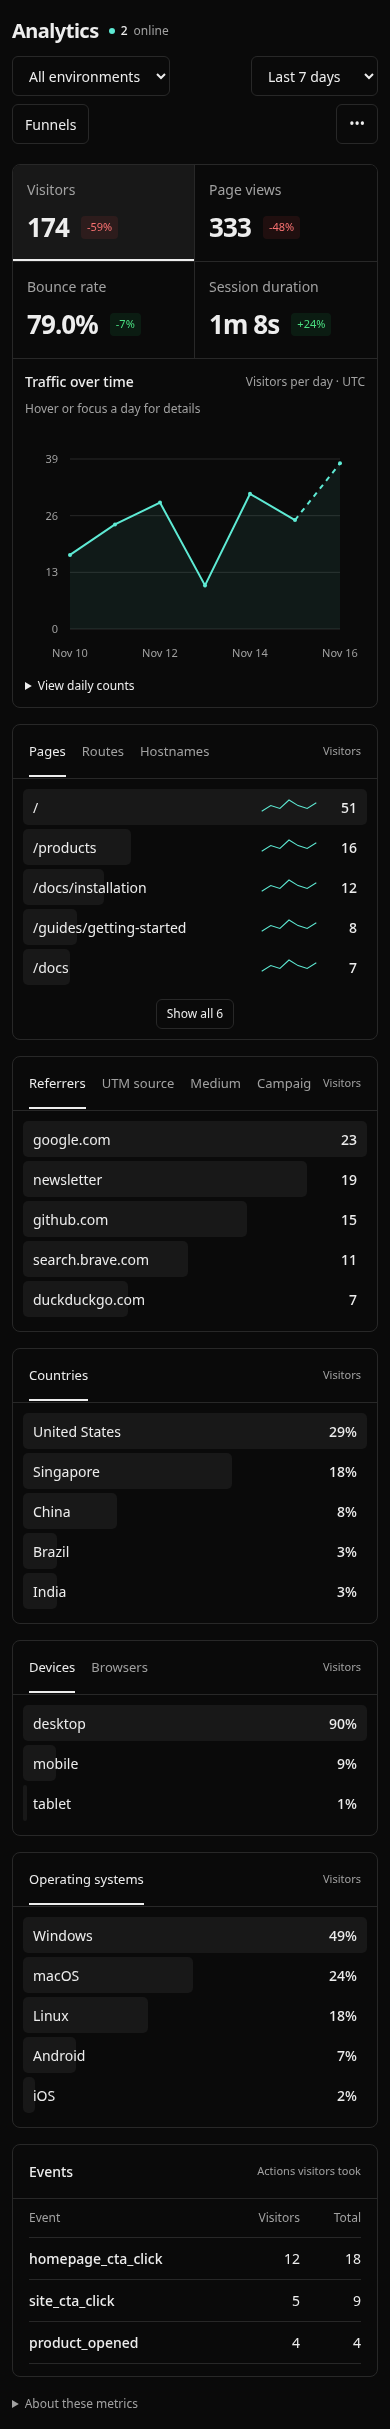 Analytics 2 online
All environments Last 7 days
Funnels •••
Visitors Page views
174 -59% 333 -48%
Bounce rate Session duration
79.0% -7% 1m 8s +24%
Traffic over time Visitors per day · UTC
Hover or focus a day for details
39
26
13
0
Nov 10 Nov 12 Nov 14 Nov 16
View daily counts
Pages Routes Hostnames Visitors
/ 51
/products 16
/docs/installation 12
/guides/getting-started 8
/docs 7
Show all 6
Referrers UTM source Medium Campaig Visitors
google.com 23
newsletter 19
github.com 15
search.brave.com 11
duckduckgo.com 7
Countries Visitors
United States 29%
Singapore 18%
China 8%
Brazil 3%
India 3%
Devices Browsers Visitors
desktop 90%
mobile 9%
tablet 1%
Operating systems Visitors
Windows 49%
macOS 24%
Linux 18%
Android 7%
iOS 2%
Events Actions visitors took
Event Visitors Total
homepage_cta_click 12 18
site_cta_click 5 9
product_opened 4 4
About these metrics